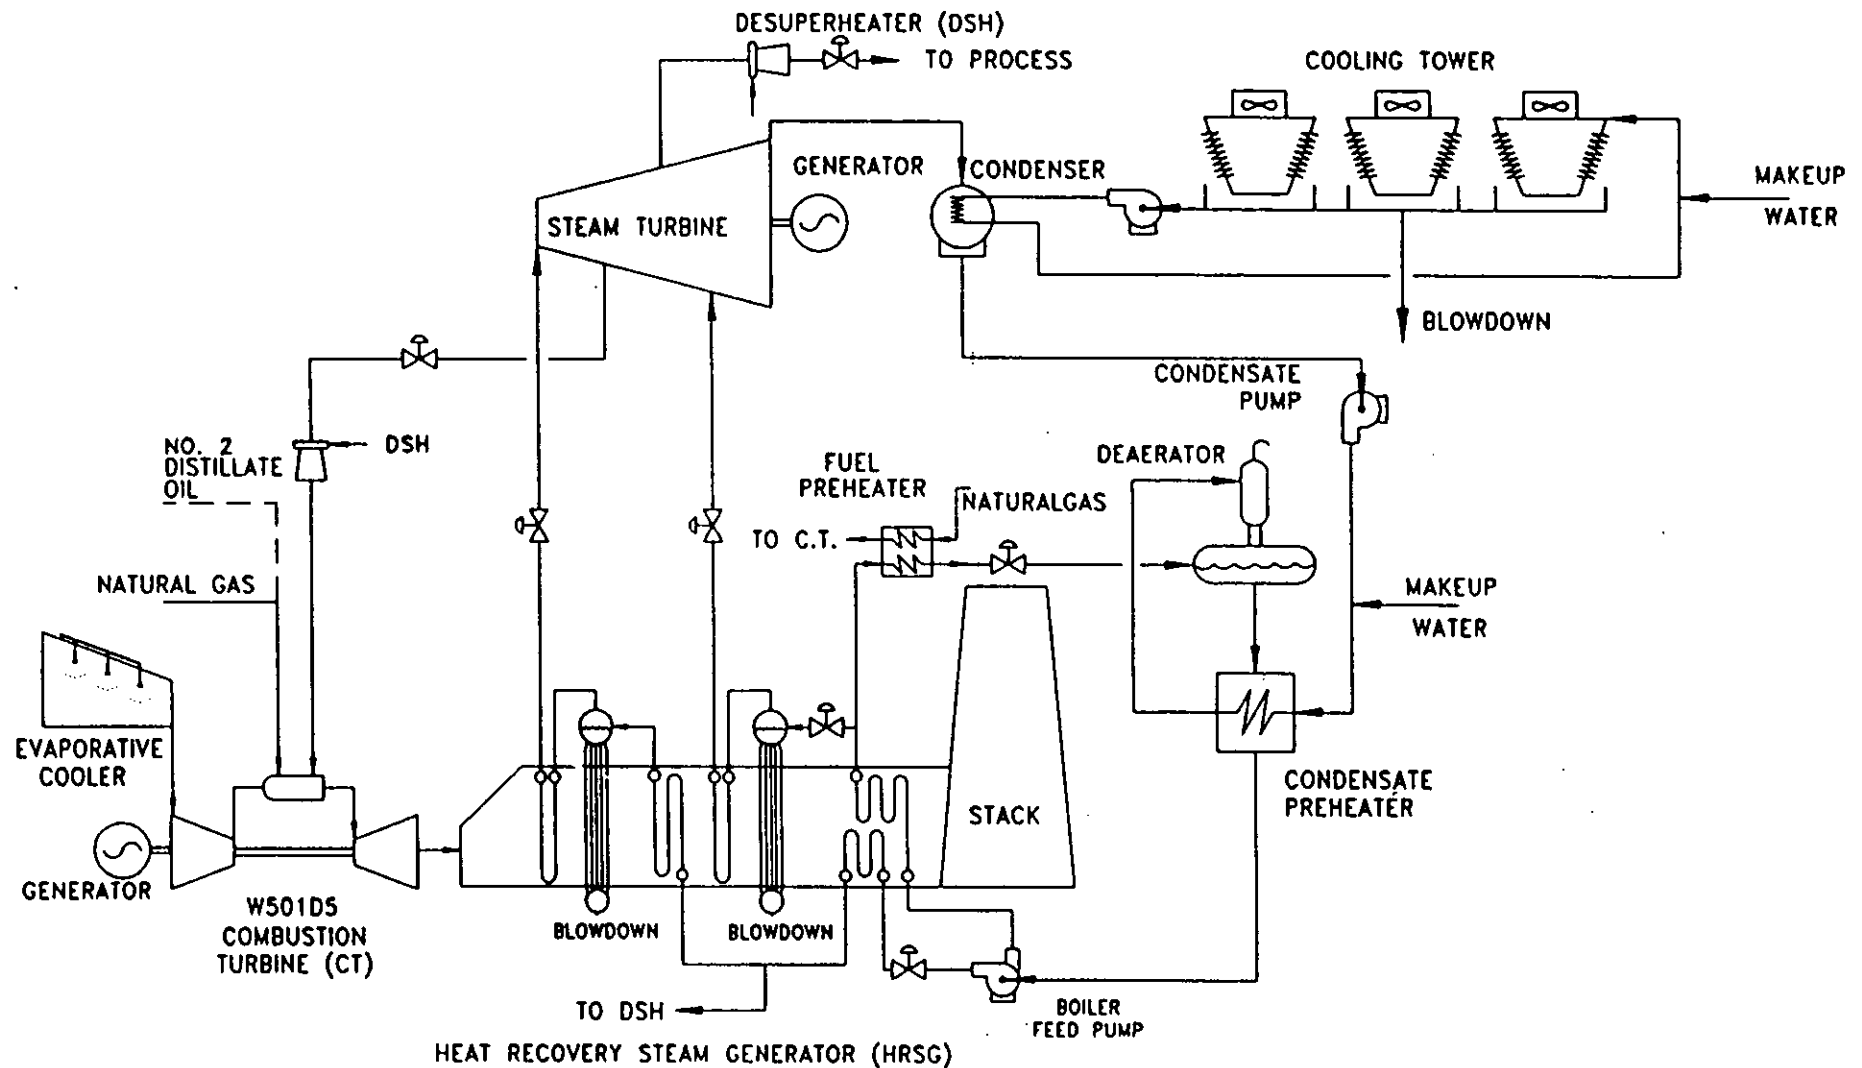 DESUPERHEATER (DSH)
TO PROCESS
COOLING TOWER
GENERATOR
CONDENSER
MAKEUP
WATER
STEAM TURBINE
BLOWDOWN
CONDENSATE
PUMP
NO. 2
DISTILLATE
OIL
DSH
FUEL
PREHEATER
DEAERATOR
NATURALGAS
TO C.T.
NATURAL GAS
MAKEUP
WATER
EVAPORATIVE
COOLER
CONDENSATE
PREHEATER
STACK
GENERATOR
W501D5
COMBUSTION
TURBINE (CT)
BLOWDOWN
BLOWDOWN
TO DSH
BOILER
FEED PUMP
HEAT RECOVERY STEAM GENERATOR (HRSG)